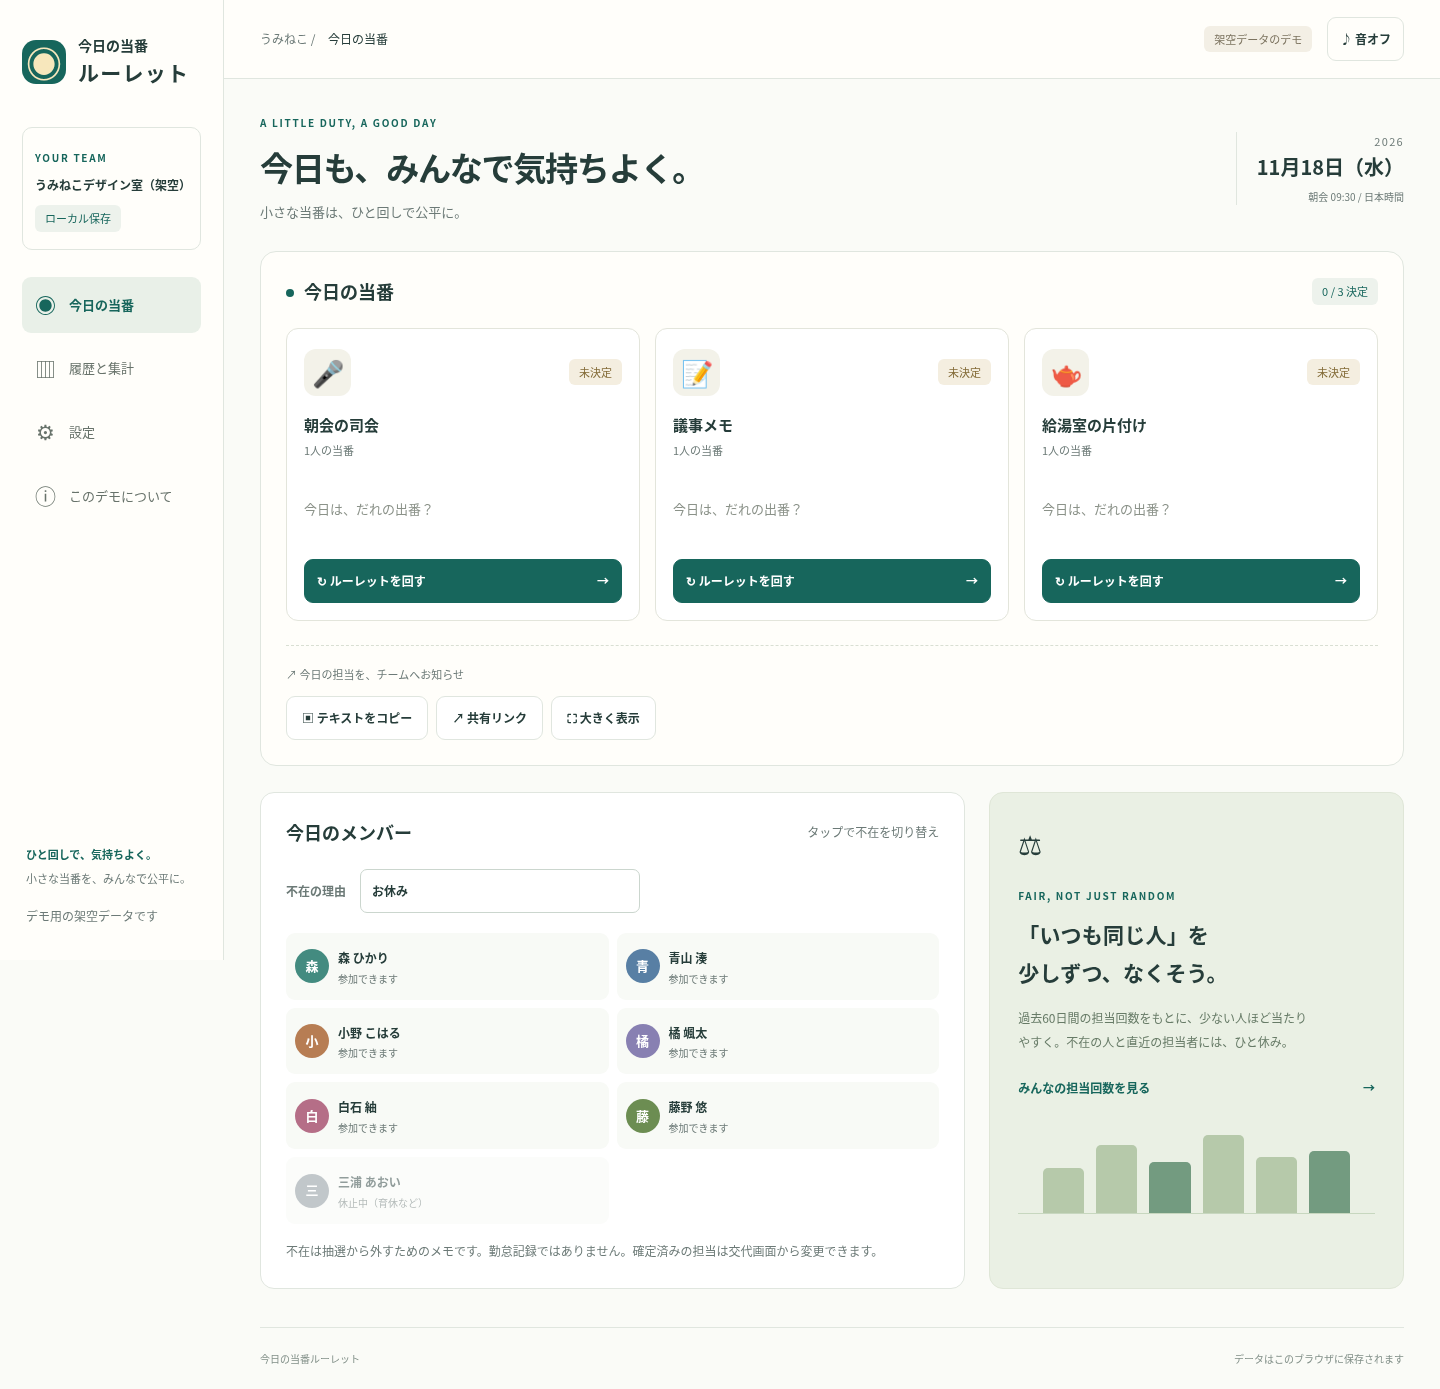 今日の当番
ルーレット
YOUR TEAM
うみねこデザイン室（架空）
ローカル保存
今日の当番
履歴と集計
設定
このデモについて
ひと回しで、気持ちよく。
小さな当番を、みんなで公平に。
デモ用の架空データです
うみねこ / 今日の当番
架空データのデモ
♪ 音オフ
A LITTLE DUTY, A GOOD DAY
今日も、みんなで気持ちよく。
小さな当番は、ひと回しで公平に。
2026
11月18日（水）
朝会 09:30 / 日本時間
今日の当番
0 / 3 決定
未決定
朝会の司会
1人の当番
今日は、だれの出番？
↻ ルーレットを回す →
未決定
議事メモ
1人の当番
今日は、だれの出番？
↻ ルーレットを回す →
未決定
給湯室の片付け
1人の当番
今日は、だれの出番？
↻ ルーレットを回す →
↗ 今日の担当を、チームへお知らせ
▣ テキストをコピー
↗ 共有リンク
⛶ 大きく表示
今日のメンバー
タップで不在を切り替え
不在の理由
お休み
森
森 ひかり
参加できます
青
青山 湊
参加できます
小
小野 こはる
参加できます
橘
橘 颯太
参加できます
白
白石 紬
参加できます
藤
藤野 悠
参加できます
三
三浦 あおい
休止中（育休など）
不在は抽選から外すためのメモです。勤怠記録ではありません。確定済みの担当は交代画面から変更できます。
FAIR, NOT JUST RANDOM
「いつも同じ人」を
少しずつ、なくそう。
過去60日間の担当回数をもとに、少ない人ほど当たり
やすく。不在の人と直近の担当者には、ひと休み。
みんなの担当回数を見る →
今日の当番ルーレット
データはこのブラウザに保存されます